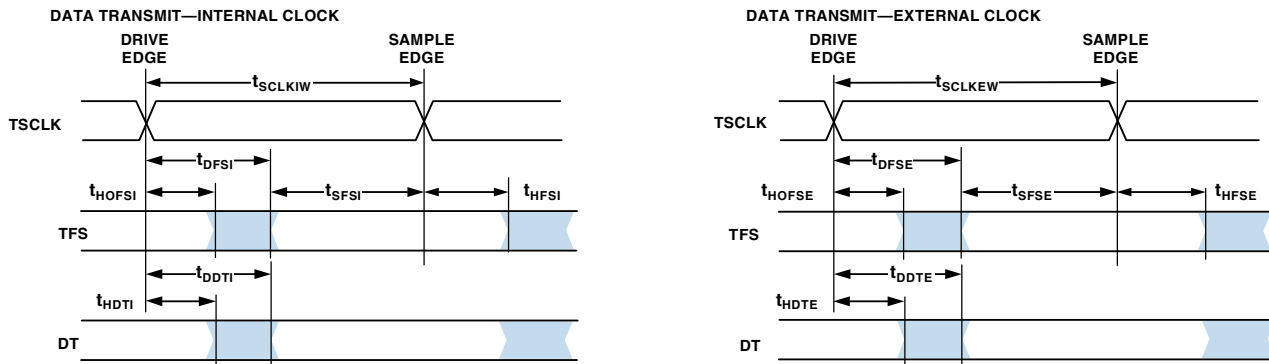 DATA TRANSMIT—INTERNAL CLOCK
DRIVE
EDGE
SAMPLE
EDGE
tSCLKIW
TSCLK
tDFSI
tHOFSI
tSFSI
tHFSI
TFS
tDDTI
tHDTI
DT
DATA TRANSMIT—EXTERNAL CLOCK
DRIVE
EDGE
SAMPLE
EDGE
tSCLKEW
TSCLK
tDFSE
tHOFSE
tSFSE
tHFSE
TFS
tDDTE
tHDTE
DT